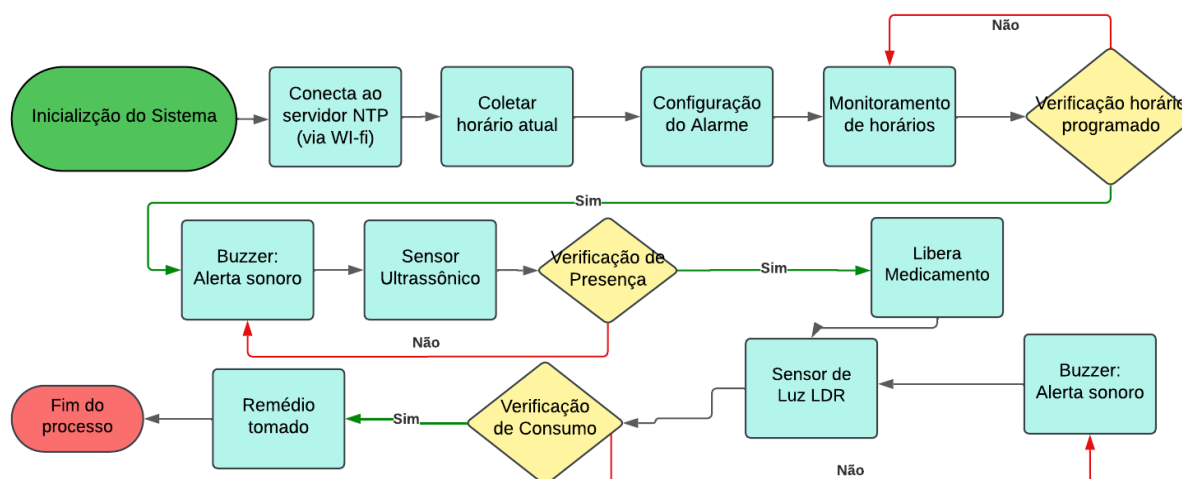 Não
Inicializção do Sistema
Conecta ao
servidor NTP
(via WI-fi)
Coletar
horário atual
Configuração
do Alarme
Monitoramento
de horários
Verificação horário
programado
Sim
Buzzer:
Alerta sonoro
Sensor
Ultrassônico
Verificação de
Presença
Sim
Libera
Medicamento
Não
Fim do
processo
Remédio
tomado
Sim
Verificação
de Consumo
Sensor de
Luz LDR
Buzzer:
Alerta sonoro
Não